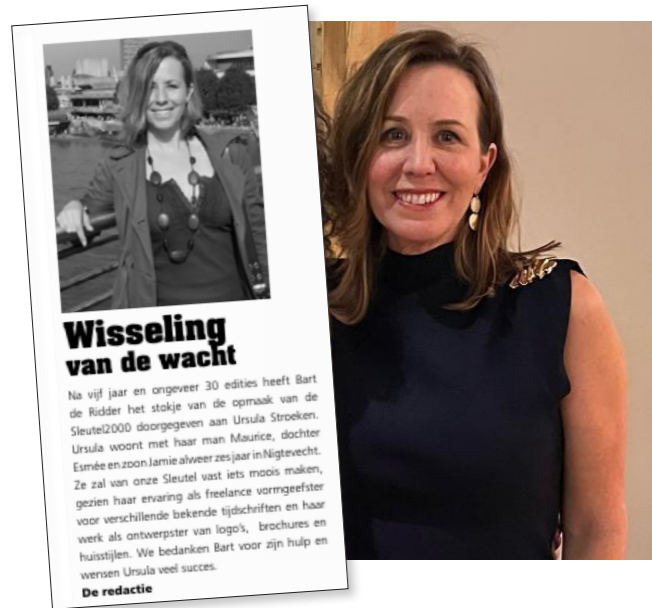 Wisseling
van de wacht
Na vijf jaar en ongeveer 30 edities heeft Bart
de Ridder het stokje van de opmaak van de
Sleutel2000 doorgegeven aan Ursula Stroeken.
Ursula woont met haar man Maurice, dochter
Esmée en zoon Jamie alweer zes jaar in Nigtevecht.
Ze zal van onze Sleutel vast iets moois maken,
gezien haar ervaring als freelance vormgeefster
voor verschillende bekende tijdschriften en haar
werk als ontwerpster van logo's, brochures en
huisstijlen. We bedanken Bart voor zijn hulp en
wensen Ursula veel succes.
De redactie